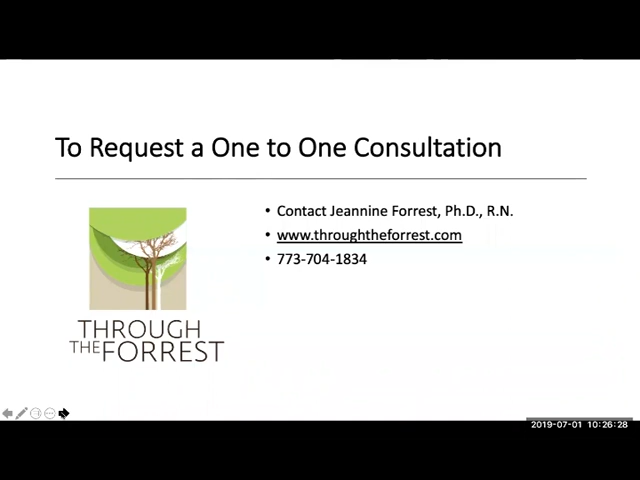 To Request a One to One Consultation
• Contact Jeannine Forrest, Ph.D., R.N.
• www.throughtheforrest.com
• 773-704-1834
THROUGH
THE FORREST
2019-07-01 10:26:28